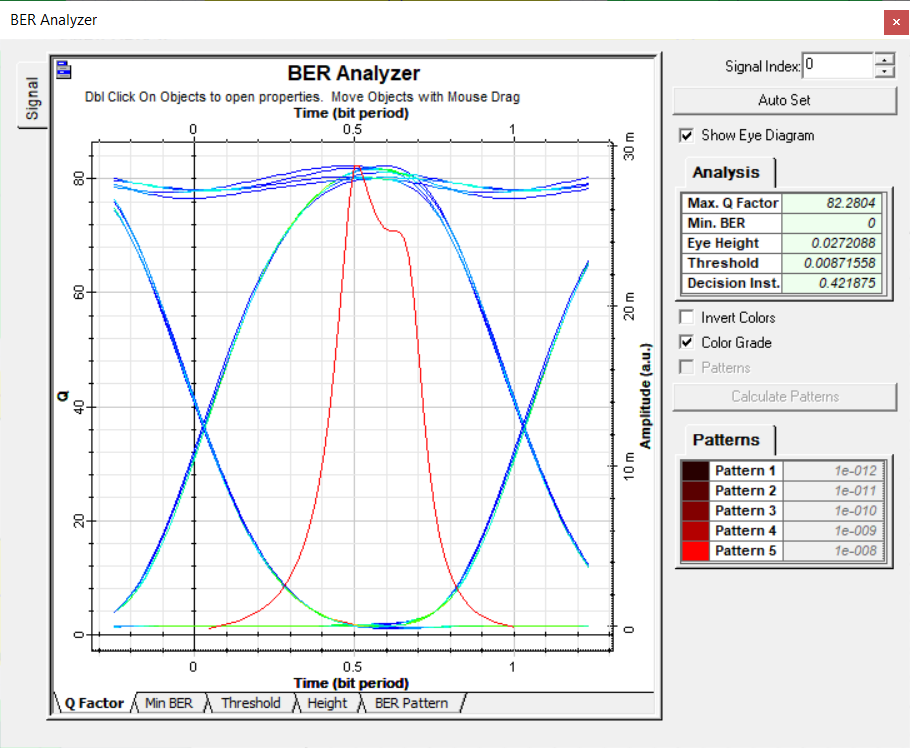 BER Analyzer
×
Signal
BER Analyzer
Dbl Click On Objects to open properties. Move Objects with Mouse Drag
Time (bit period)
0 0.5 1
80
60
40
20
0
Q
30 m
20 m
10 m
0
Amplitude (a.u.)
0 0.5 1
Time (bit period)
Q Factor Min BER Threshold Height BER Pattern
Signal Index: 0
Auto Set
Show Eye Diagram
Analysis
Max. Q Factor 82.2804
Min. BER 0
Eye Height 0.0272088
Threshold 0.00871558
Decision Inst. 0.421875
Invert Colors
Color Grade
Patterns
Calculate Patterns
Patterns
Pattern 1 1e-012
Pattern 2 1e-011
Pattern 3 1e-010
Pattern 4 1e-009
Pattern 5 1e-008